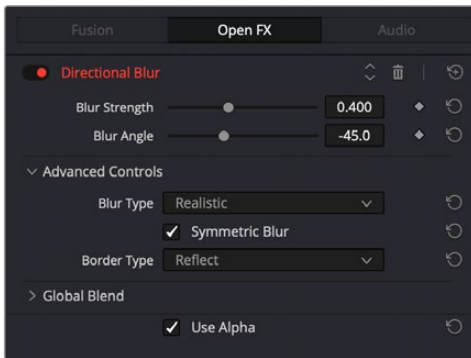 Fusion Open FX Audio
Directional Blur
Blur Strength 0.400
Blur Angle -45.0
Advanced Controls
Blur Type Realistic
Symmetric Blur
Border Type Reflect
Global Blend
Use Alpha